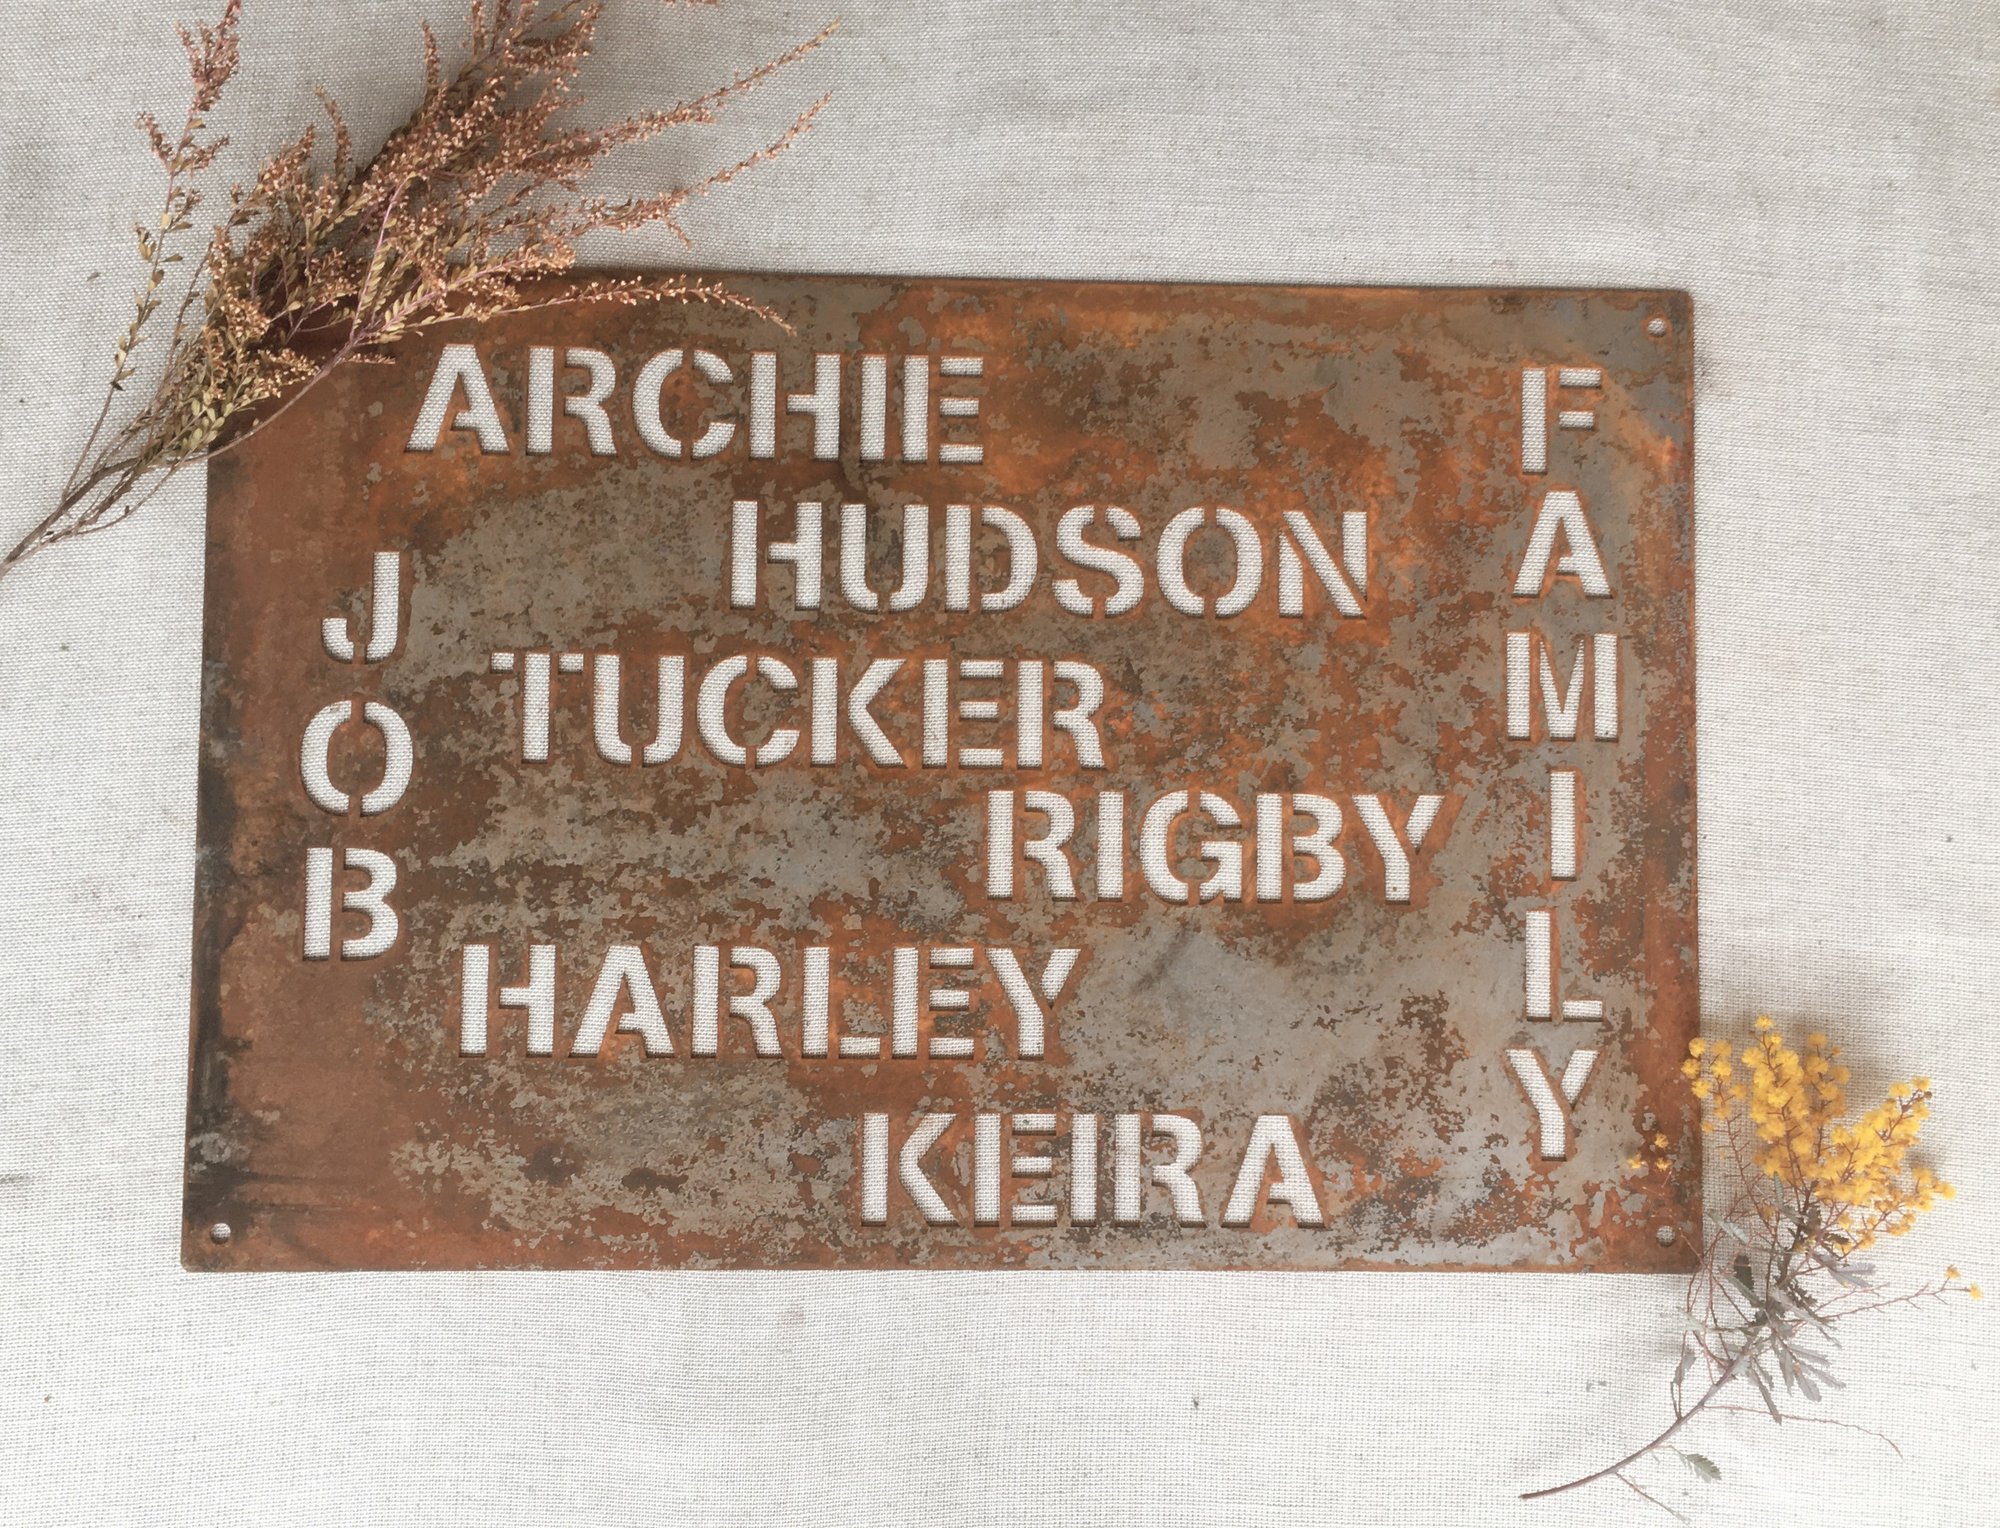 JOB
ARCHIE
HUDSON
TUCKER
RIGBY
HARLEY
KEIRA
FAMILY